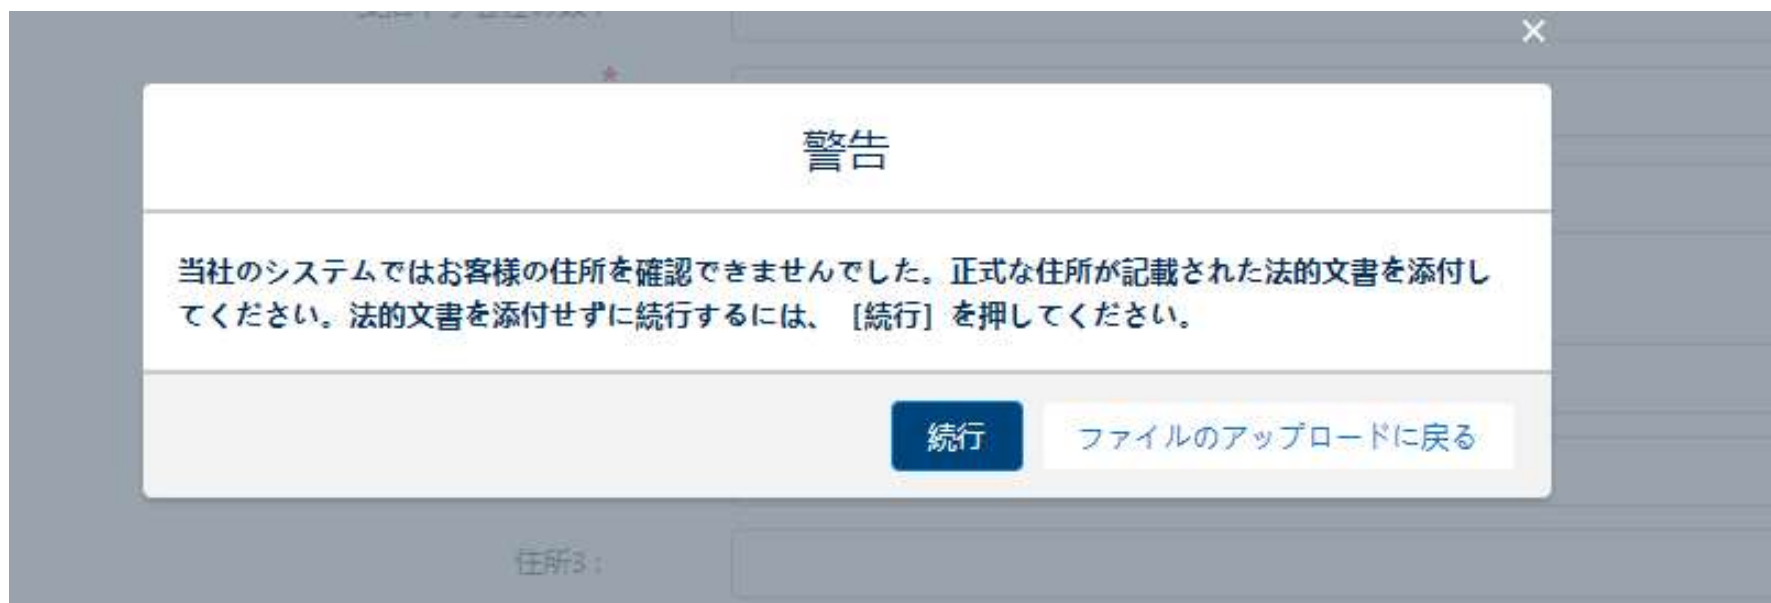 *
警告
当社のシステムではお客様の住所を確認できませんでした。正式な住所が記載された法的文書を添付し
てください。法的文書を添付せずに続行するには、［続行］を押してください。
続行 ファイルのアップロードに戻る
住所3：